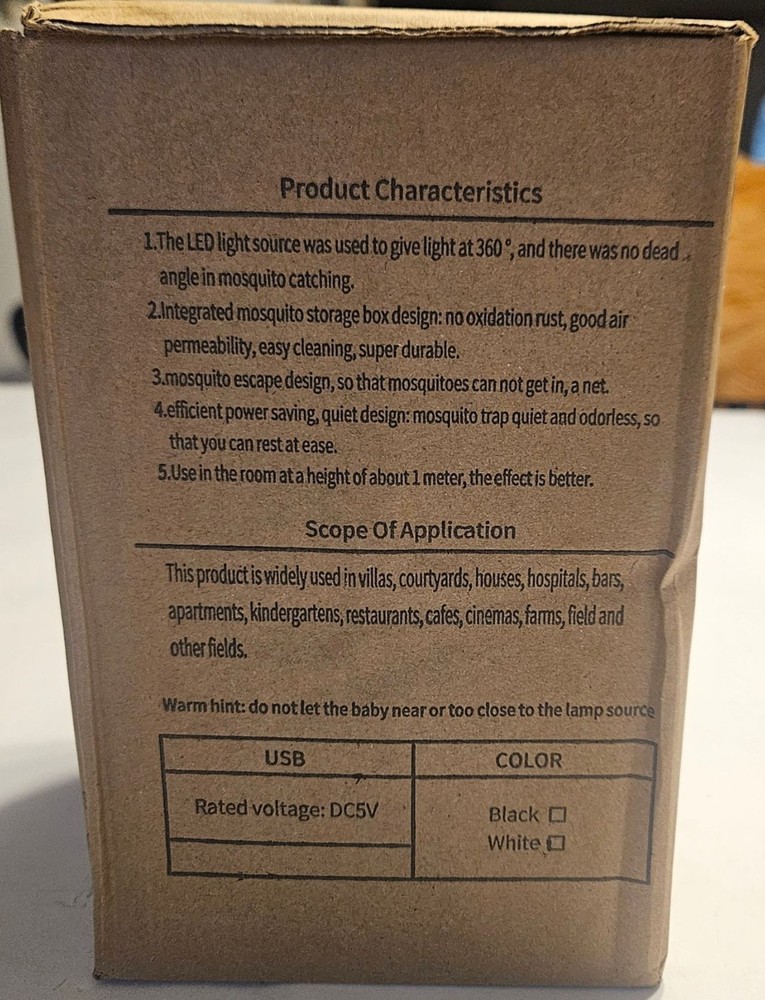 Product Characteristics
1.The LED light source was used to give light at 360°, and there was no dead
angle in mosquito catching.
2.Integrated mosquito storage box design: no oxidation rust, good air
permeability, easy cleaning, super durable.
3.mosquito escape design, so that mosquitoes can not get in, a net.
4.efficient power saving, quiet design: mosquito trap quiet and odorless, so
that you can rest at ease.
5.Use in the room at a height of about 1 meter, the effect is better.
Scope Of Application
This product is widely used in villas, courtyards, houses, hospitals, bars,
apartments, kindergartens, restaurants, cafes, cinemas, farms, field and
other fields.
Warm hint: do not let the baby near or too close to the lamp source
USB
COLOR
Rated voltage: DC5V
Black ☐
White ☐